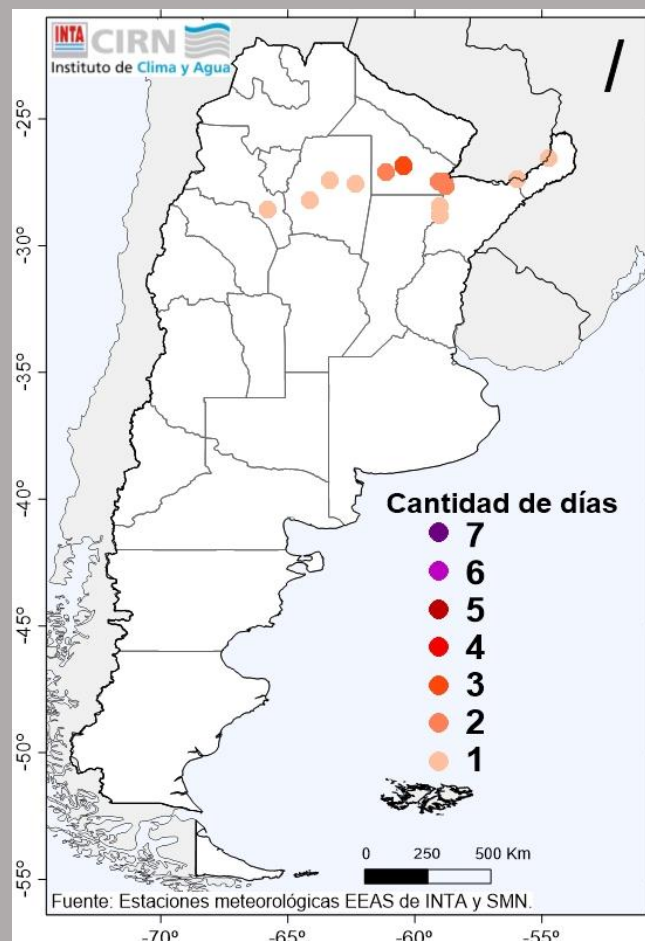 INTA CIRN
Instituto de Clima y Agua
/
-25°
-30°
-35°
-40°
-45°
-50°
-55°
Cantidad de días
7
6
5
4
3
2
1
0 250 500 Km
Fuente: Estaciones meteorológicas EEAS de INTA y SMN.
-70° -65° -60° -55°